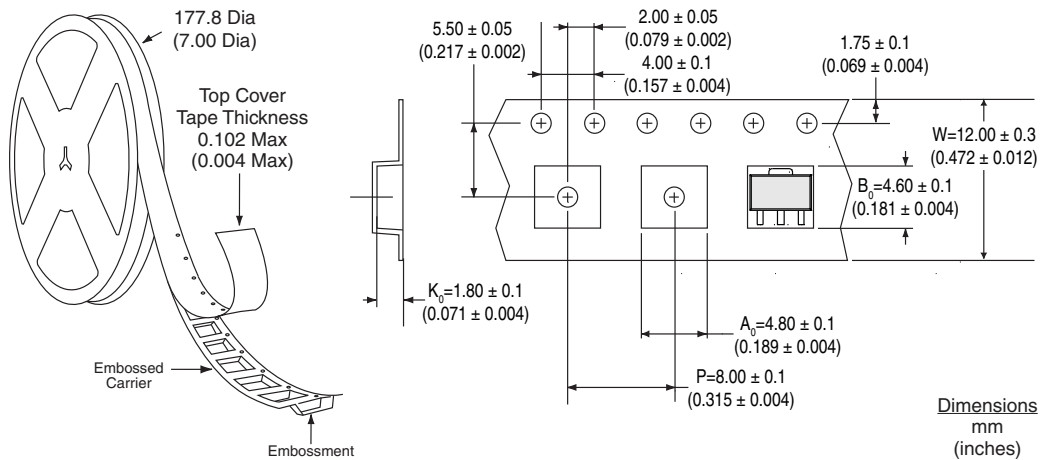 177.8 Dia
(7.00 Dia)
Top Cover
Tape Thickness
0.102 Max
(0.004 Max)
Embossed
Carrier
Embossment
5.50 ± 0.05
(0.217 ± 0.002)
2.00 ± 0.05
(0.079 ± 0.002)
4.00 ± 0.1
(0.157 ± 0.004)
1.75 ± 0.1
(0.069 ± 0.004)
W=12.00 ± 0.3
(0.472 ± 0.012)
B₀=4.60 ± 0.1
(0.181 ± 0.004)
K₀=1.80 ± 0.1
(0.071 ± 0.004)
A₀=4.80 ± 0.1
(0.189 ± 0.004)
P=8.00 ± 0.1
(0.315 ± 0.004)
Dimensions
mm
(inches)